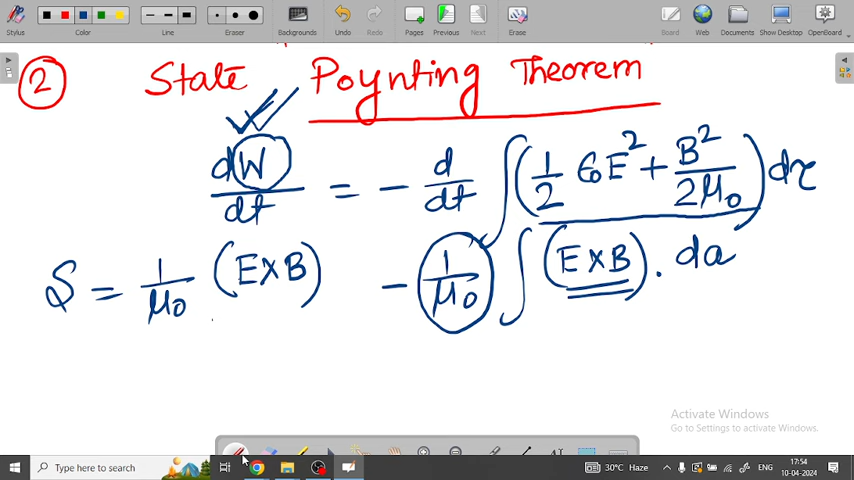 Stylus
Color
Line
Eraser
Backgrounds
Undo
Redo
Pages
Previous
Next
Erase
Board
Web
Documents
Show Desktop
OpenBoard
② State Poynting Theorem
dW/dt = - d/dt ∫ (1/2 ϵ₀E² + B²/2μ₀) dτ
S = 1/μ₀ (E×B) - 1/μ₀ ∫ (E×B) . da
Activate Windows
Go to Settings to activate Windows.
Type here to search
30°C Haze
ENG
17:54
10-04-2024